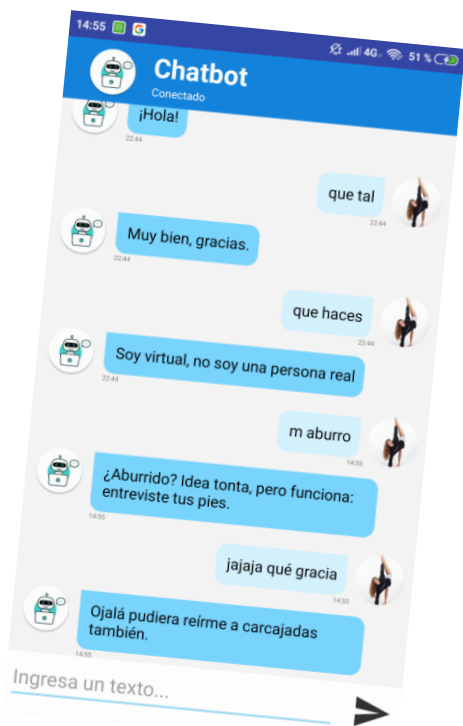 14:55
4G
51 %
Chatbot
Conectado
¡Hola!
22:44
que tal
22:44
Muy bien, gracias.
22:44
que haces
22:44
Soy virtual, no soy una persona real
22:44
m aburro
14:55
¿Aburrido? Idea tonta, pero funciona:
entreviste tus pies.
14:55
jajaja qué gracia
14:55
Ojalá pudiera reírme a carcajadas
también.
14:55
Ingresa un texto...